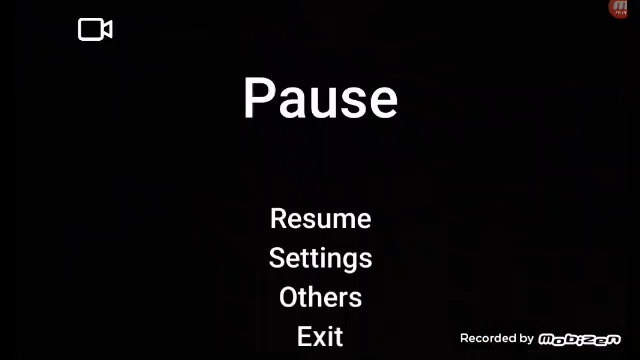 Pause
Resume
Settings
Others
Exit
Recorded by mobizen